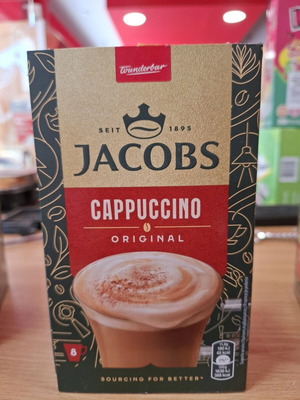 Wunderbar
SEIT 1895
JACOBS
CAPPUCCINO
ORIGINAL
8
SOURCING FOR BETTER*